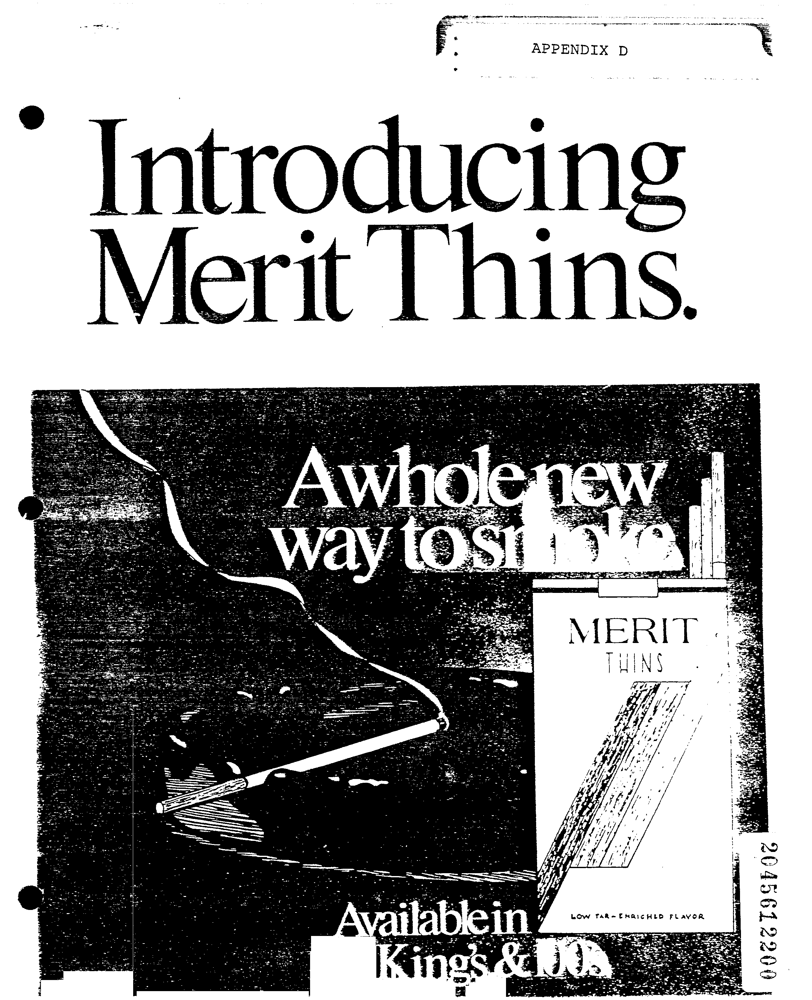 APPENDIX D
Introducing
Merit Thins.
A whole new
way to smoke.
MERIT
THINS
LOW TAR-ENRICHED FLAVOR
Available in
King's & 100s.
2045612200